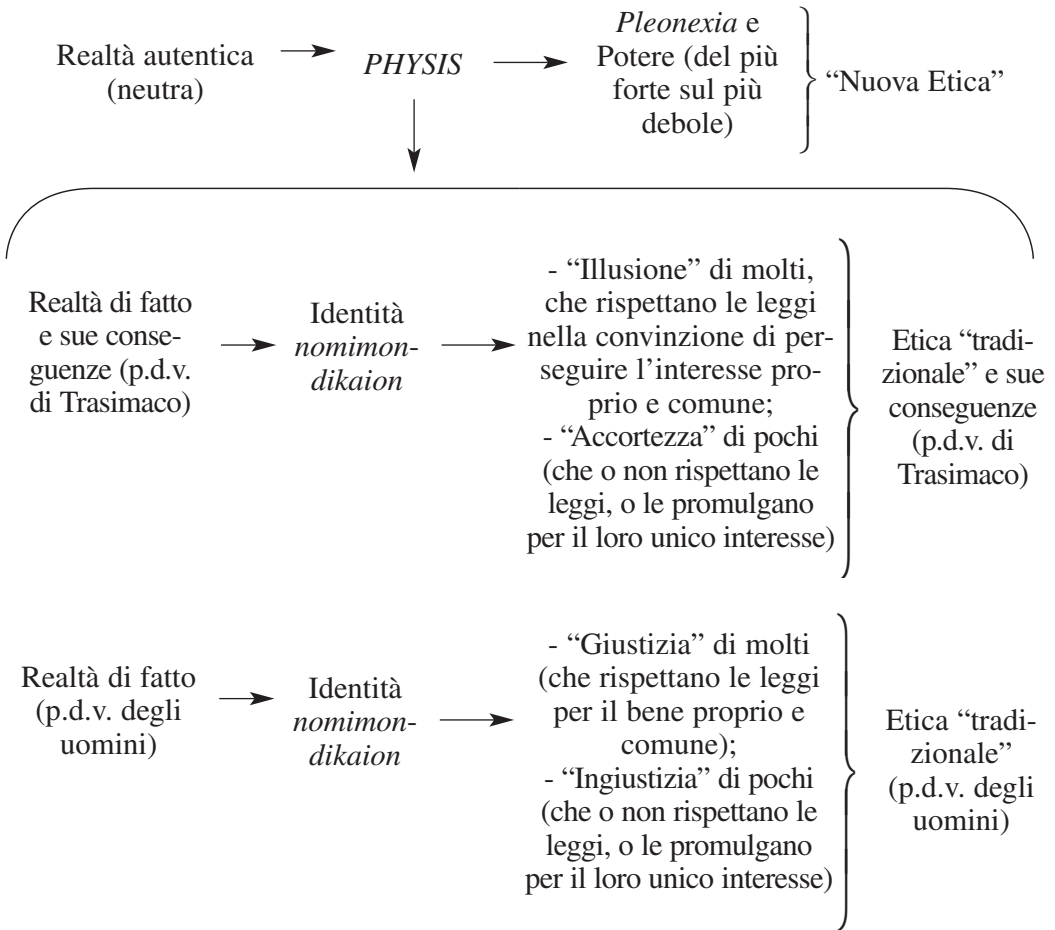 Realtà autentica
(neutra)
PHYSIS
Pleonexia e
Potere (del più
forte sul più
debole)
“Nuova Etica”
Realtà di fatto
e sue conse-
guenze (p.d.v.
di Trasimaco)
Identità
nomimon-
dikaion
- “Illusione” di molti,
che rispettano le leggi
nella convinzione di per-
seguire l’interesse pro-
prio e comune;
- “Accortezza” di pochi
(che o non rispettano le
leggi, o le promulgano
per il loro unico interesse)
Etica “tradi-
zionale” e sue
conseguenze
(p.d.v. di
Trasimaco)
Realtà di fatto
(p.d.v. degli
uomini)
Identità
nomimon-
dikaion
- “Giustizia” di molti
(che rispettano le leggi
per il bene proprio e
comune);
- “Ingiustizia” di pochi
(che o non rispettano le
leggi, o le promulgano
per il loro unico interesse)
Etica “tradi-
zionale”
(p.d.v. degli
uomini)